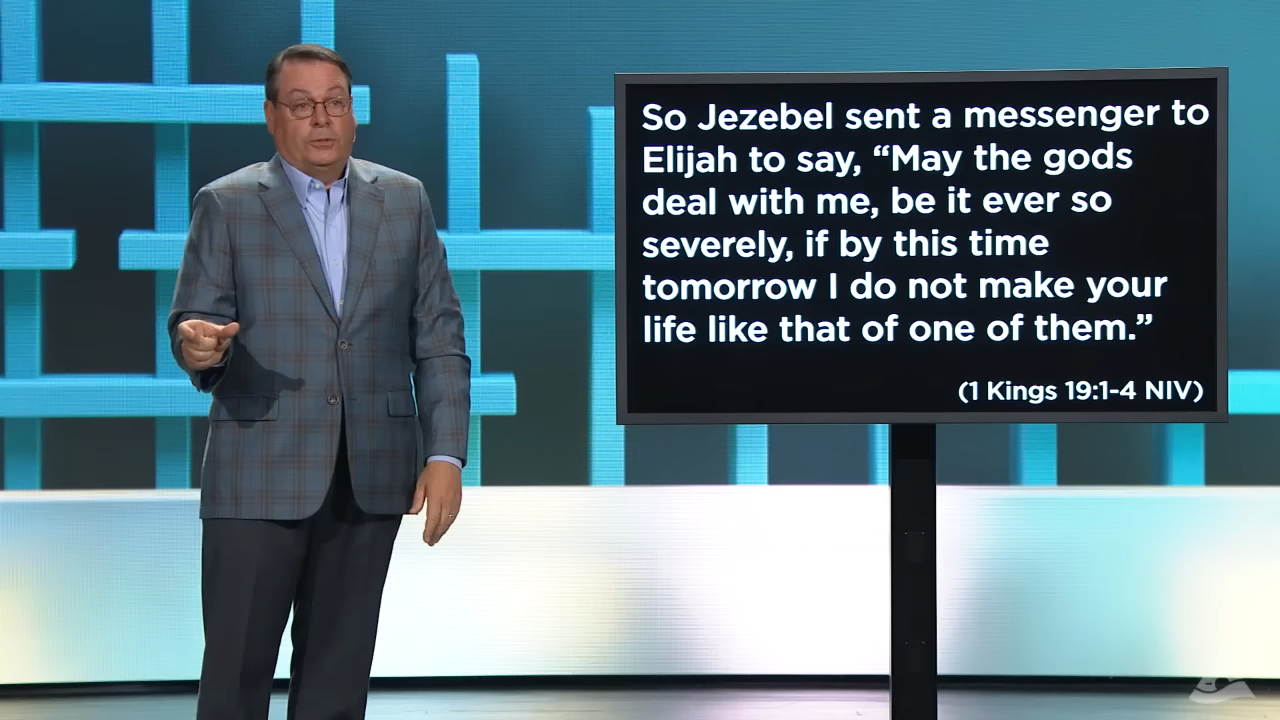 So Jezebel sent a messenger to
Elijah to say, “May the gods
deal with me, be it ever so
severely, if by this time
tomorrow I do not make your
life like that of one of them.”
(1 Kings 19:1-4 NIV)